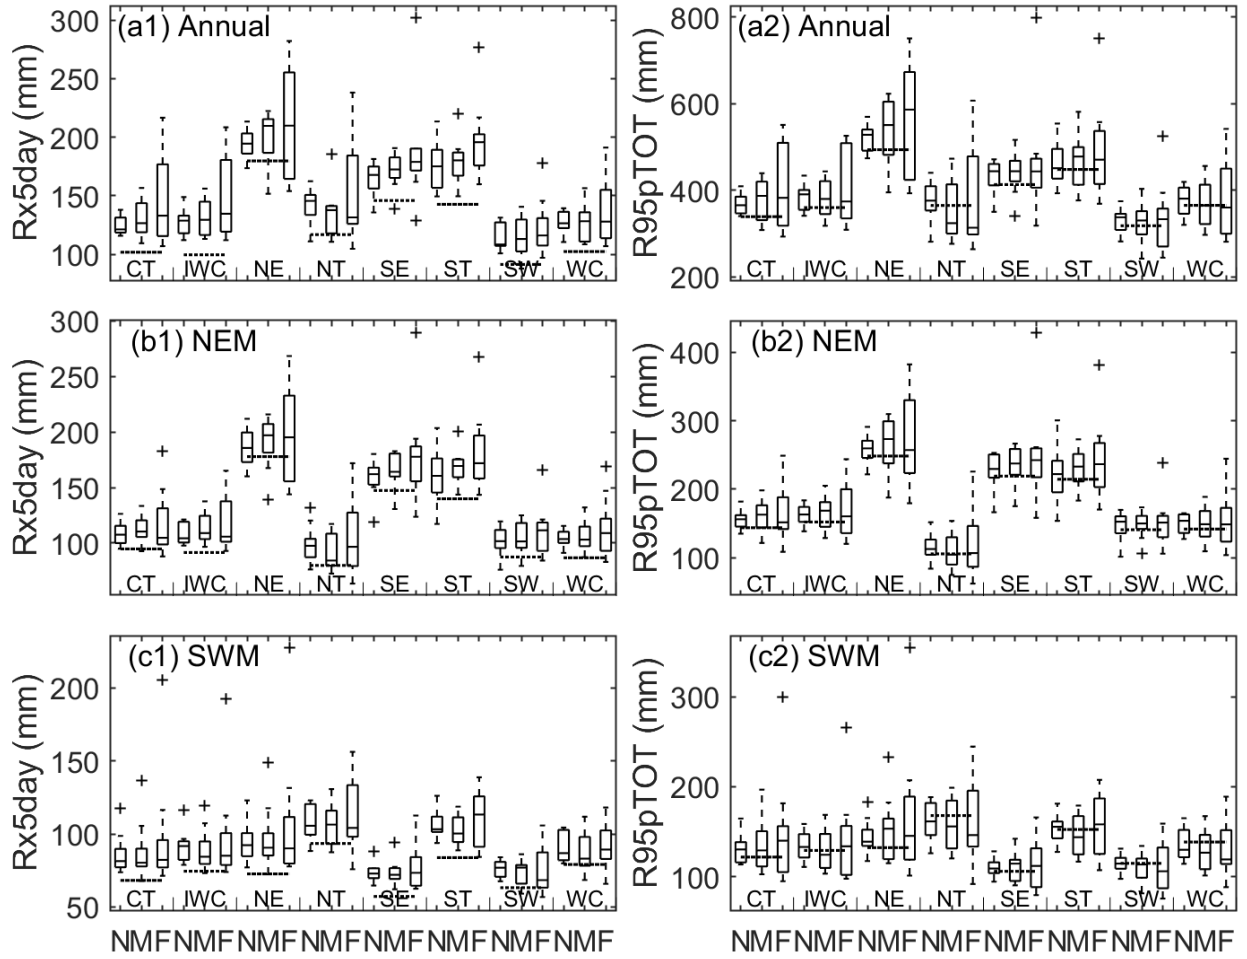 (a1) Annual
Rx5day (mm)
300
250
200
150
100
CT IWC NE NT SE ST SW WC
(a2) Annual
R95pTOT (mm)
800
600
400
200
CT IWC NE NT SE ST SW WC
(b1) NEM
Rx5day (mm)
300
250
200
150
100
CT IWC NE NT SE ST SW WC
(b2) NEM
R95pTOT (mm)
400
300
200
100
CT IWC NE NT SE ST SW WC
(c1) SWM
Rx5day (mm)
200
150
100
50
CT IWC NE NT SE ST SW WC
NMFNMFNMFNMFNMFNMFNMFNMF
(c2) SWM
R95pTOT (mm)
300
200
100
CT IWC NE NT SE ST SW WC
NMFNMFNMFNMFNMFNMFNMFNMF